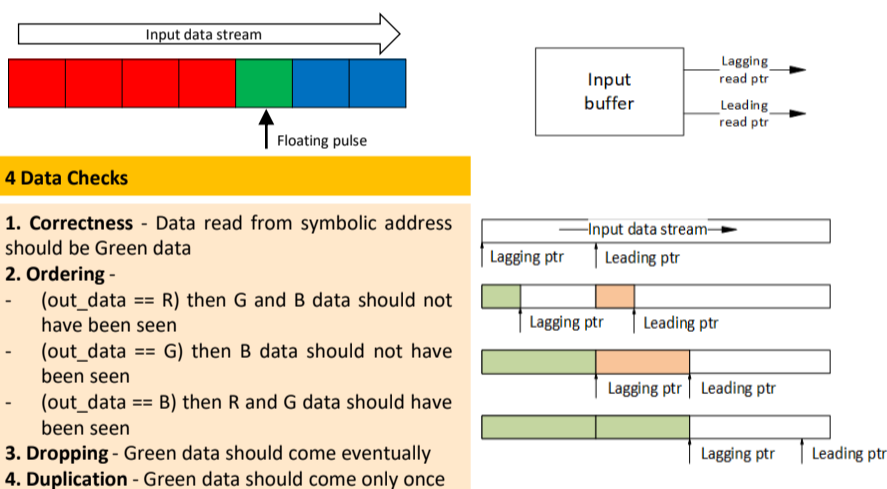 Input data stream
Floating pulse
Input
buffer
Lagging
read ptr
Leading
read ptr
4 Data Checks
1. Correctness - Data read from symbolic address
should be Green data
2. Ordering -
- (out_data == R) then G and B data should not
have been seen
- (out_data == G) then B data should not have
been seen
- (out_data == B) then R and G data should have
been seen
3. Dropping - Green data should come eventually
4. Duplication - Green data should come only once
Input data stream
Lagging ptr Leading ptr
Lagging ptr Leading ptr
Lagging ptr Leading ptr
Lagging ptr Leading ptr